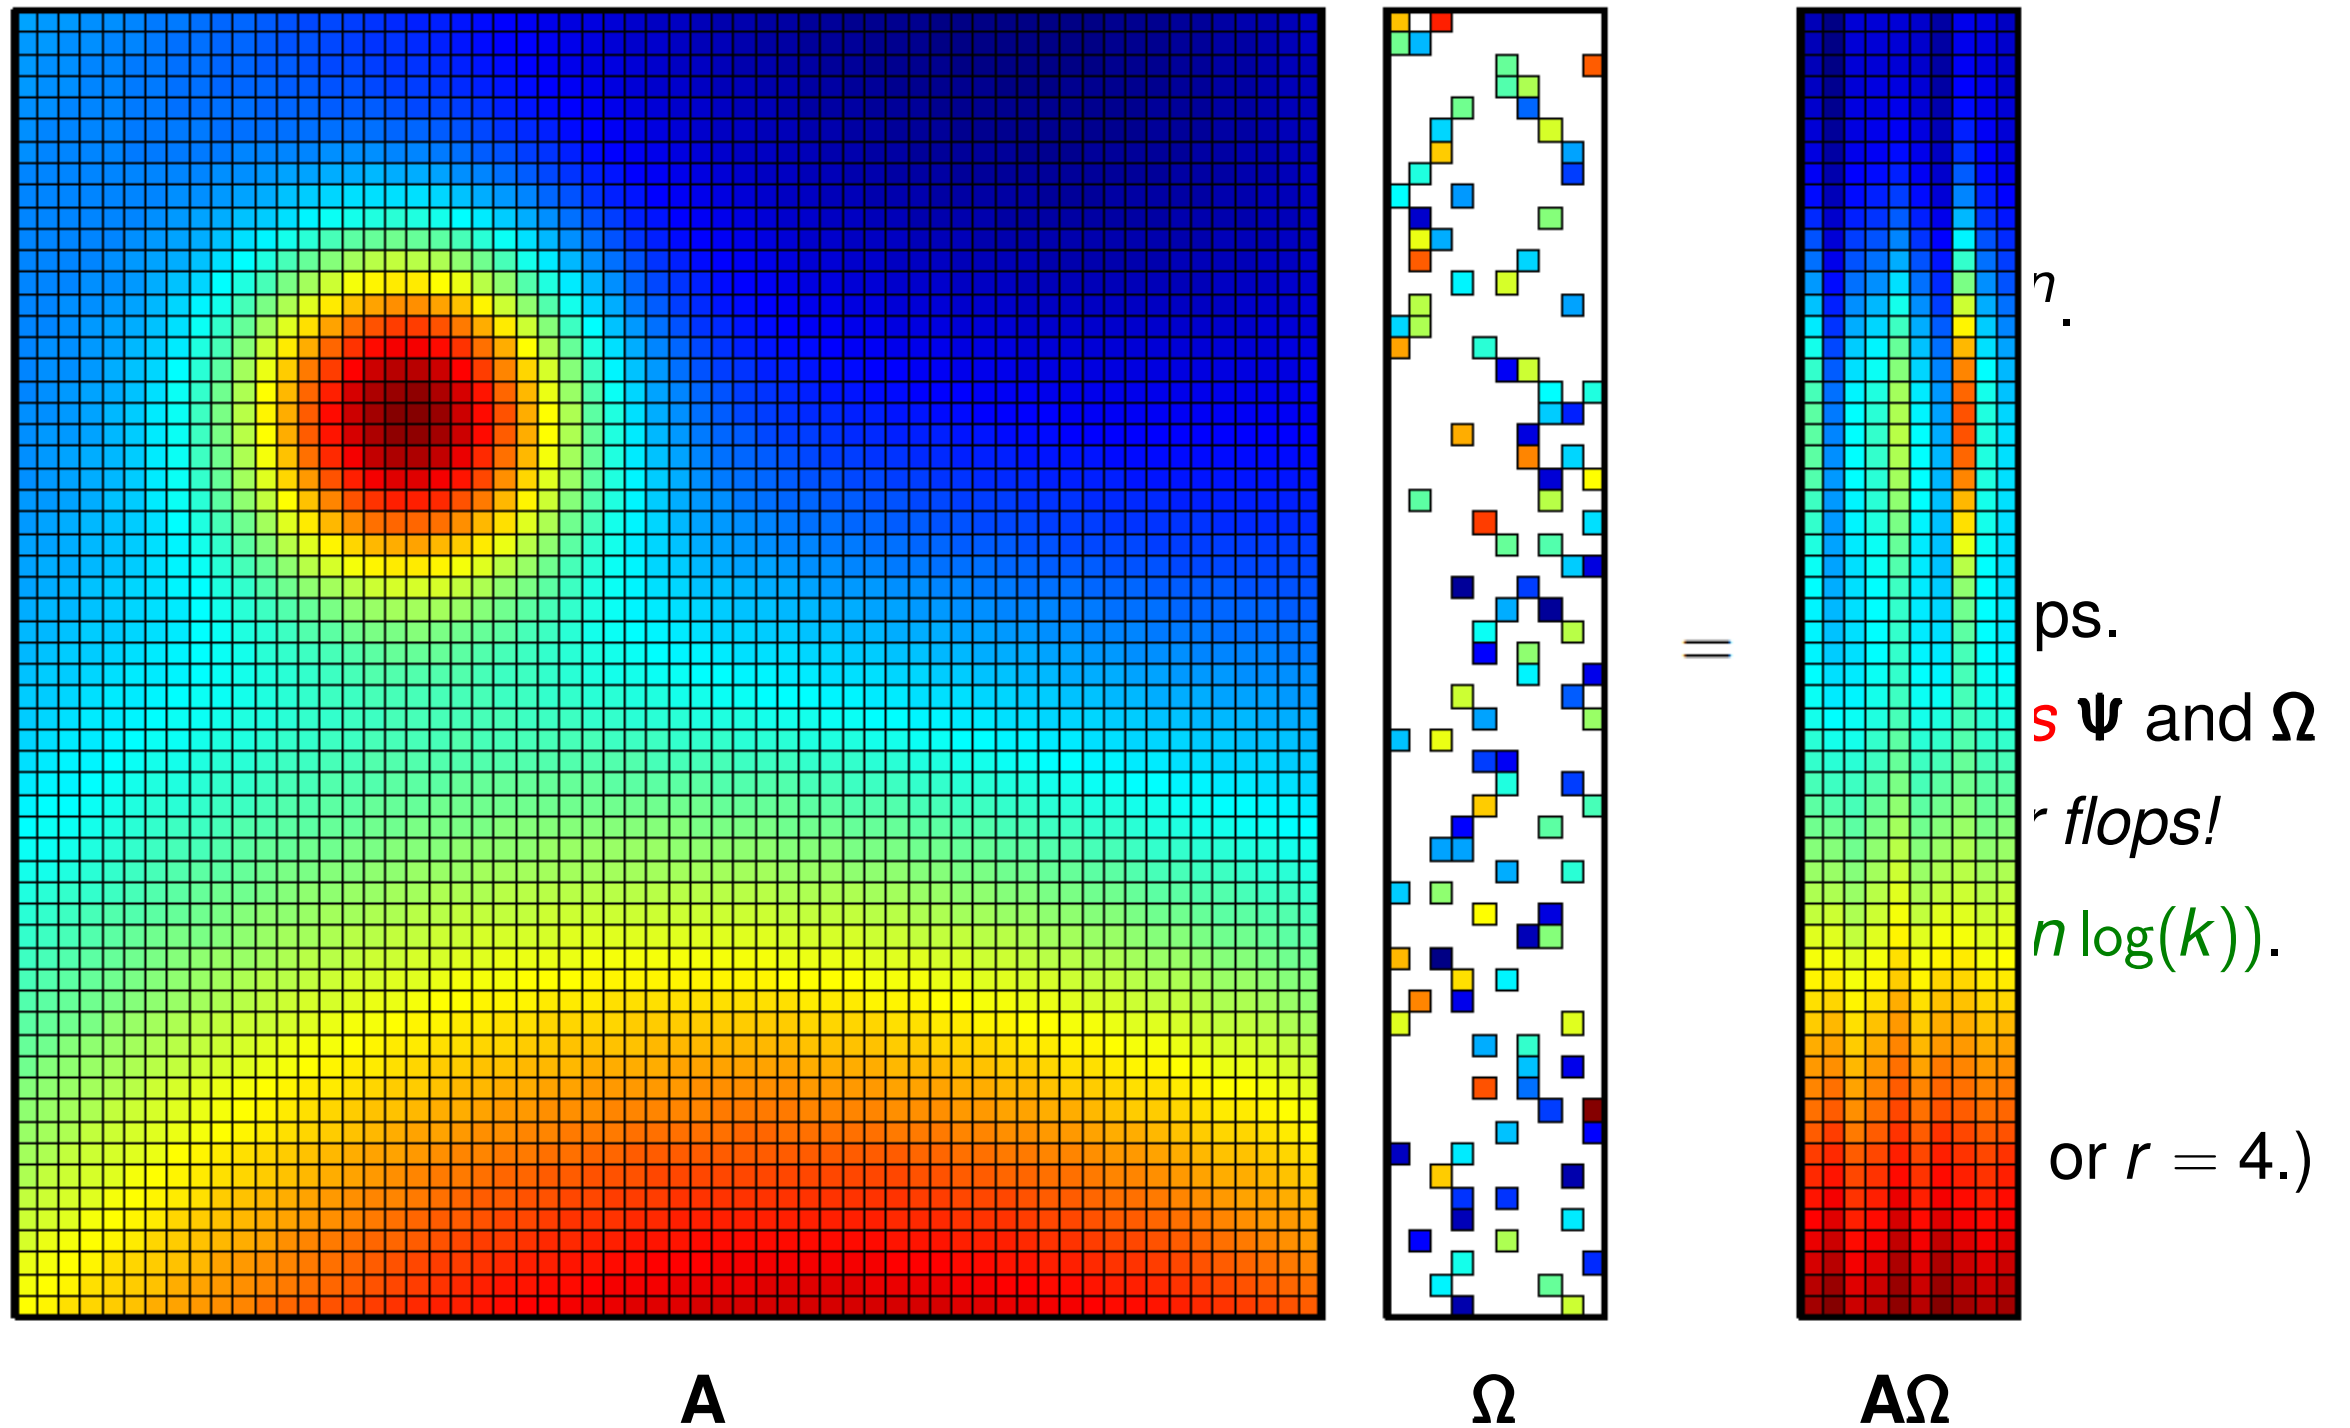 n
.
=
ps.
s Ψ and Ω
r flops!
n log(k)).
or r = 4.)
A Ω AΩ